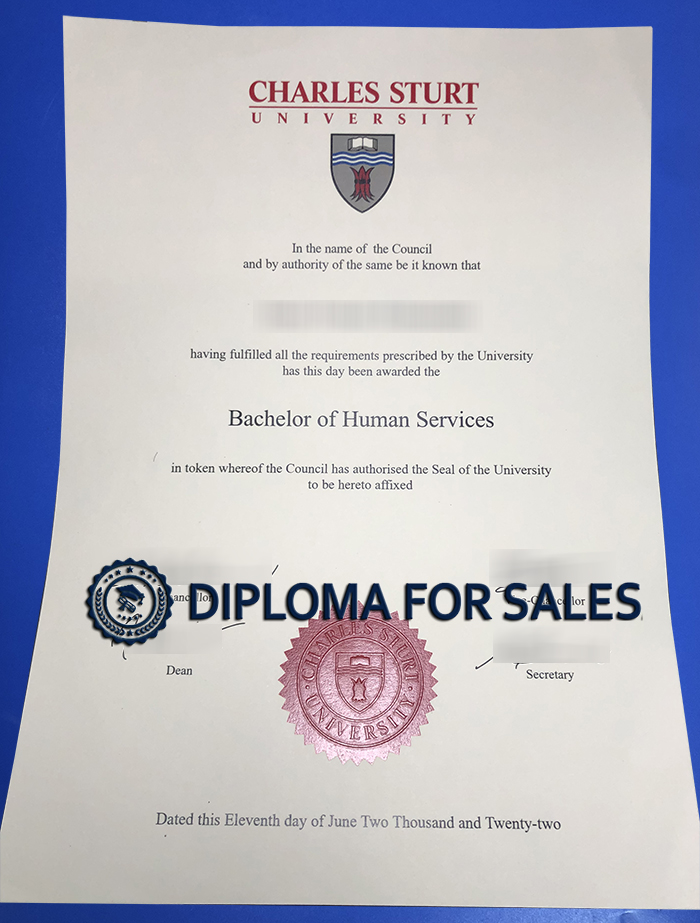 CHARLES STURT
UNIVERSITY
In the name of the Council
and by authority of the same be it known that
having fulfilled all the requirements prescribed by the University
has this day been awarded the
Bachelor of Human Services
in token whereof the Council has authorised the Seal of the University
to be hereto affixed
DIPLOMA FOR SALES
Dean
Secretary
CHARLES STURT
UNIVERSITY
Dated this Eleventh day of June Two Thousand and Twenty-two